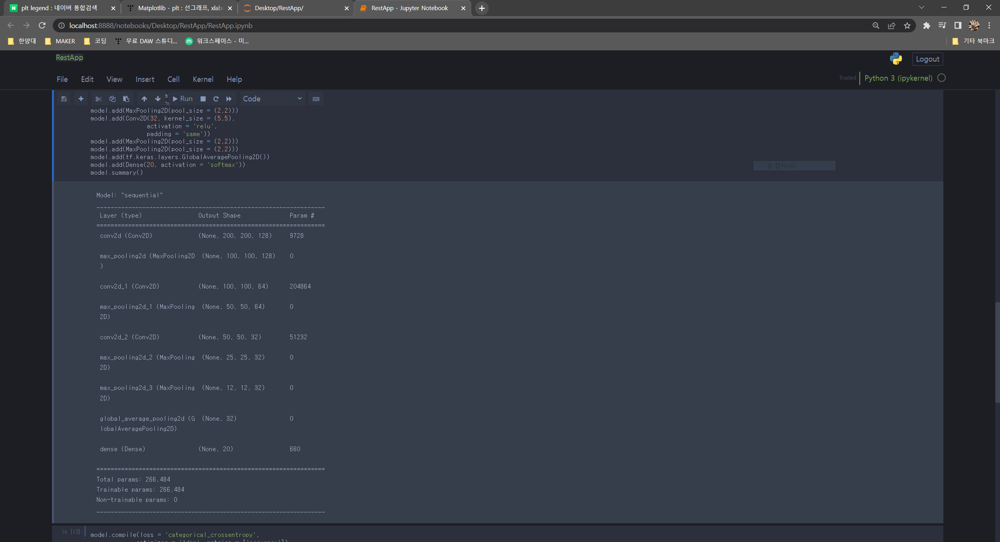 plt legend : 네이버 통합검색
Matplotlib - plt : 선그래프, xlabe
Desktop/RestApp/
RestApp - Jupyter Notebook
localhost:8888/notebooks/Desktop/RestApp/RestApp.ipynb
한양대 MAKER 코딩 무료 DAW 스튜디... 워크스페이스 - 미... 기타 북마크
RestApp
Logout
File Edit View Insert Cell Kernel Help
Trusted Python 3 (ipykernel)
Run Code
model.add(MaxPooling2D(pool_size = (2,2)))
model.add(Conv2D(32, kernel_size = (5,5),
activation = 'relu',
padding = 'same'))
model.add(MaxPooling2D(pool_size = (2,2)))
model.add(MaxPooling2D(pool_size = (2,2)))
model.add(tf.keras.layers.GlobalAveragePooling2D())
model.add(Dense(20, activation = 'softmax'))
창 캡처(W)
model.summary()
Model: "sequential"
_________________________________________________________________
Layer (type) Output Shape Param #
=================================================================
conv2d (Conv2D) (None, 200, 200, 128) 9728
max_pooling2d (MaxPooling2D (None, 100, 100, 128) 0
)
conv2d_1 (Conv2D) (None, 100, 100, 64) 204864
max_pooling2d_1 (MaxPooling (None, 50, 50, 64) 0
2D)
conv2d_2 (Conv2D) (None, 50, 50, 32) 51232
max_pooling2d_2 (MaxPooling (None, 25, 25, 32) 0
2D)
max_pooling2d_3 (MaxPooling (None, 12, 12, 32) 0
2D)
global_average_pooling2d (G (None, 32) 0
lobalAveragePooling2D)
dense (Dense) (None, 20) 660
=================================================================
Total params: 266,484
Trainable params: 266,484
Non-trainable params: 0
_________________________________________________________________
In [13]: model.compile(loss = 'categorical_crossentropy',